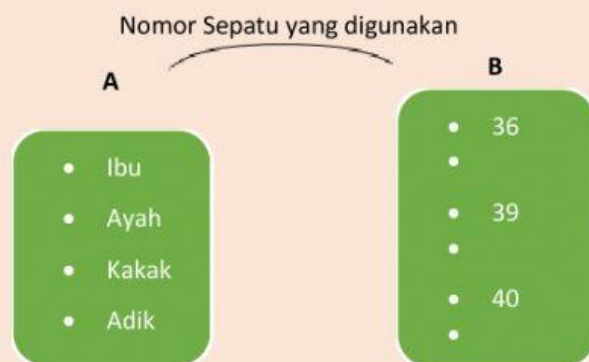 Nomor Sepatu yang digunakan
A
B
• Ibu
• Ayah
• Kakak
• Adik
• 36
•
• 39
•
• 40
•